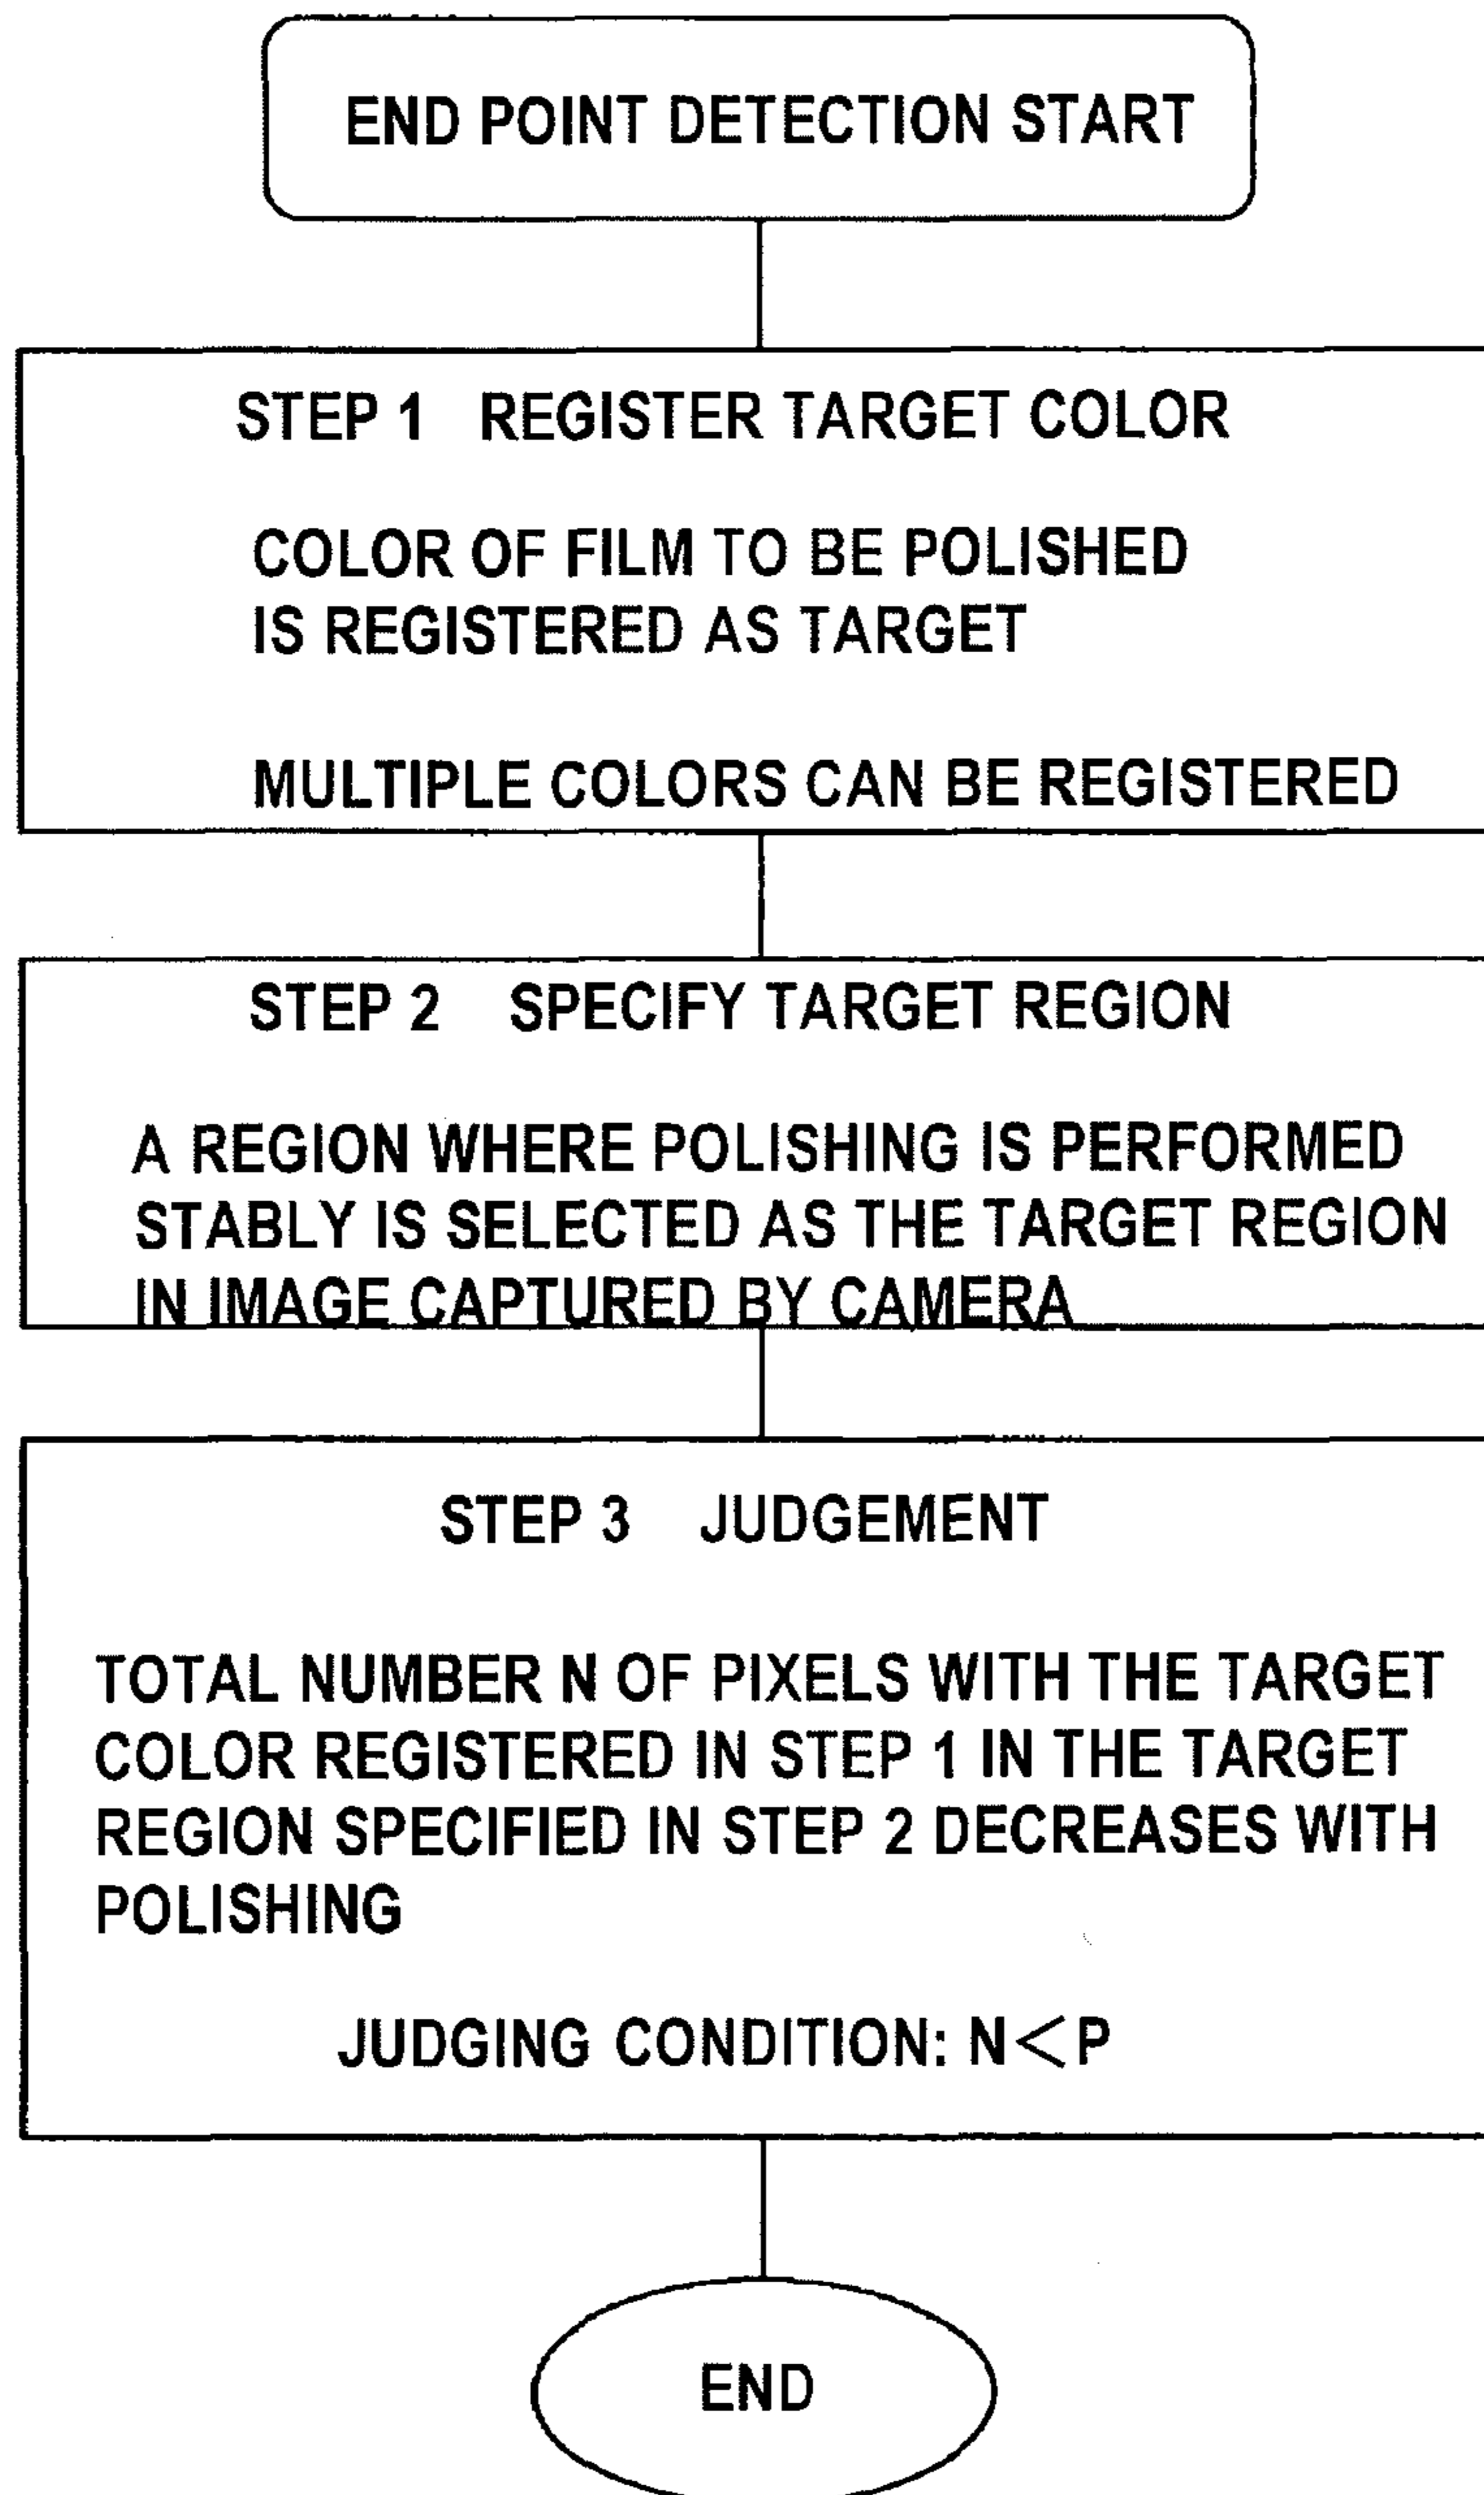 END POINT DETECTION START
STEP 1 REGISTER TARGET COLOR
COLOR OF FILM TO BE POLISHED
IS REGISTERED AS TARGET
MULTIPLE COLORS CAN BE REGISTERED
STEP 2 SPECIFY TARGET REGION
A REGION WHERE POLISHING IS PERFORMED
STABLY IS SELECTED AS THE TARGET REGION
IN IMAGE CAPTURED BY CAMERA
STEP 3 JUDGEMENT
TOTAL NUMBER N OF PIXELS WITH THE TARGET
COLOR REGISTERED IN STEP 1 IN THE TARGET
REGION SPECIFIED IN STEP 2 DECREASES WITH
POLISHING
JUDGING CONDITION: N<P
END